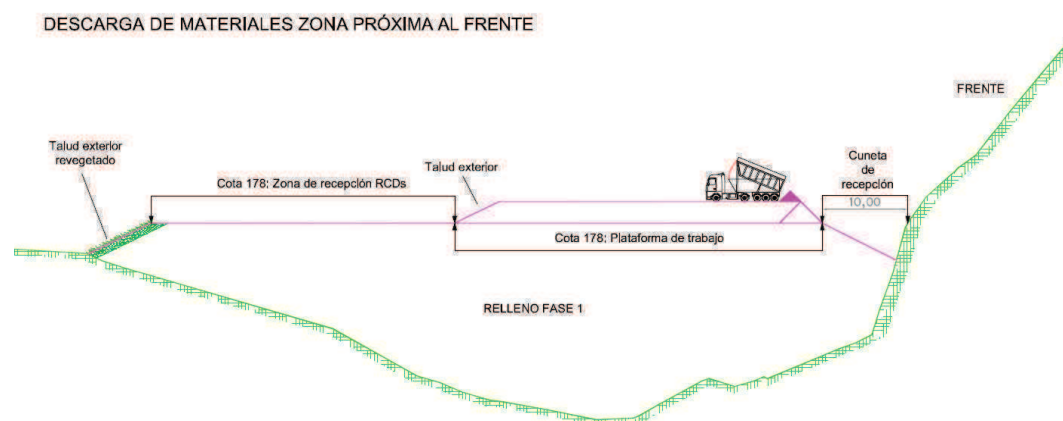 DESCARGA DE MATERIALES ZONA PRÓXIMA AL FRENTE
FRENTE
Talud exterior
revegetado
Cota 178; Zona de recepción RCDs
Talud exterior
Cuneta
de
recepción
10,00
Cota 178; Plataforma de trabajo
RELLENO FASE 1